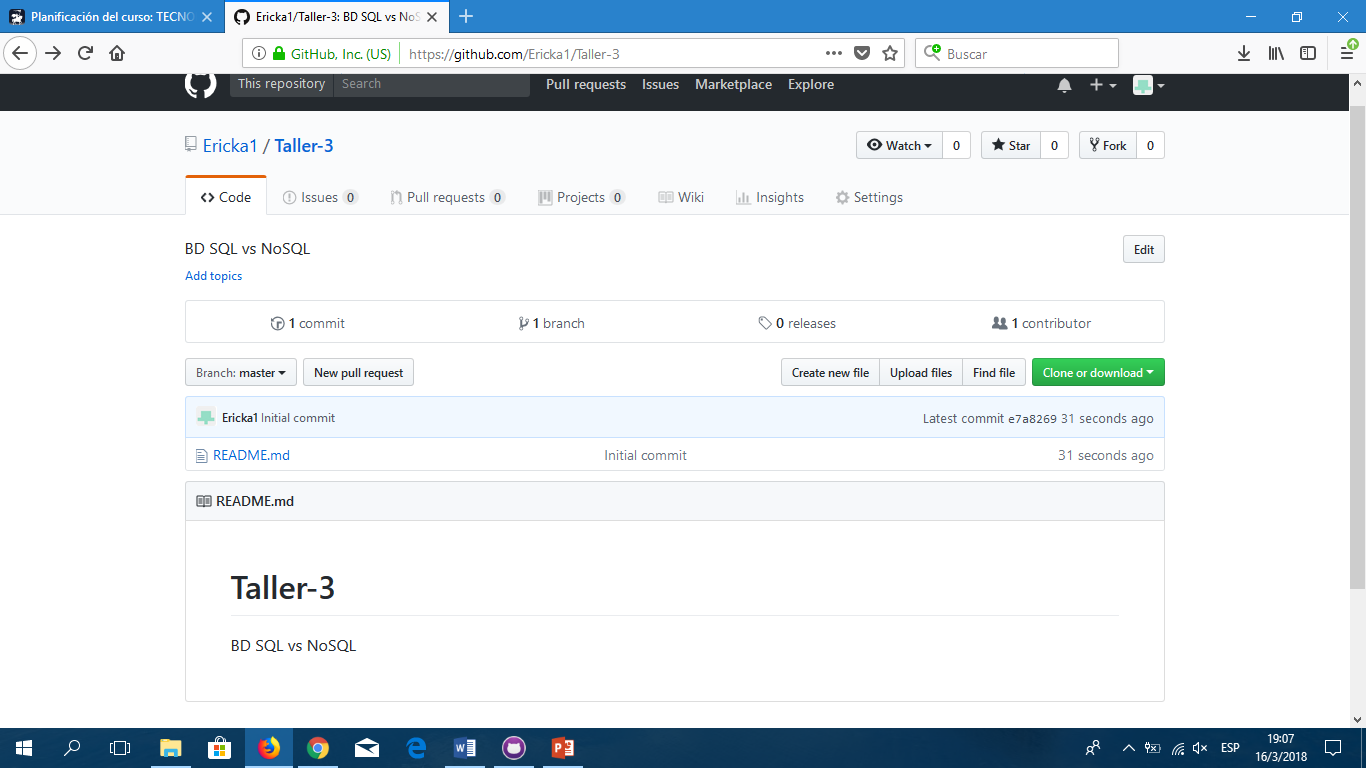 Planificación del curso: TECNO
Ericka1/Taller-3: BD SQL vs NoS
GitHub, Inc. (US)
https://github.com/Ericka1/Taller-3
Buscar
This repository
Search
Pull requests
Issues
Marketplace
Explore
Ericka1 / Taller-3
Watch 0
Star 0
Fork 0
Code
Issues 0
Pull requests 0
Projects 0
Wiki
Insights
Settings
BD SQL vs NoSQL
Edit
Add topics
1 commit
1 branch
0 releases
1 contributor
Branch: master
New pull request
Create new file
Upload files
Find file
Clone or download
Ericka1 Initial commit
Latest commit e7a8269 31 seconds ago
README.md
Initial commit
31 seconds ago
README.md
Taller-3
BD SQL vs NoSQL
ESP
19:07
16/3/2018